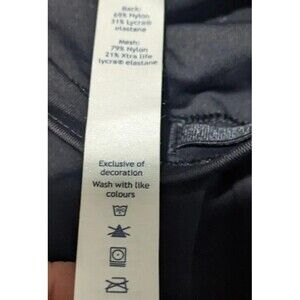 Back:
69% Nylon
31% Lycra®
elastane
Mesh:
79% Nylon
21% Xtra life
lycra® elastane
Exclusive of
decoration
Wash with like
colours